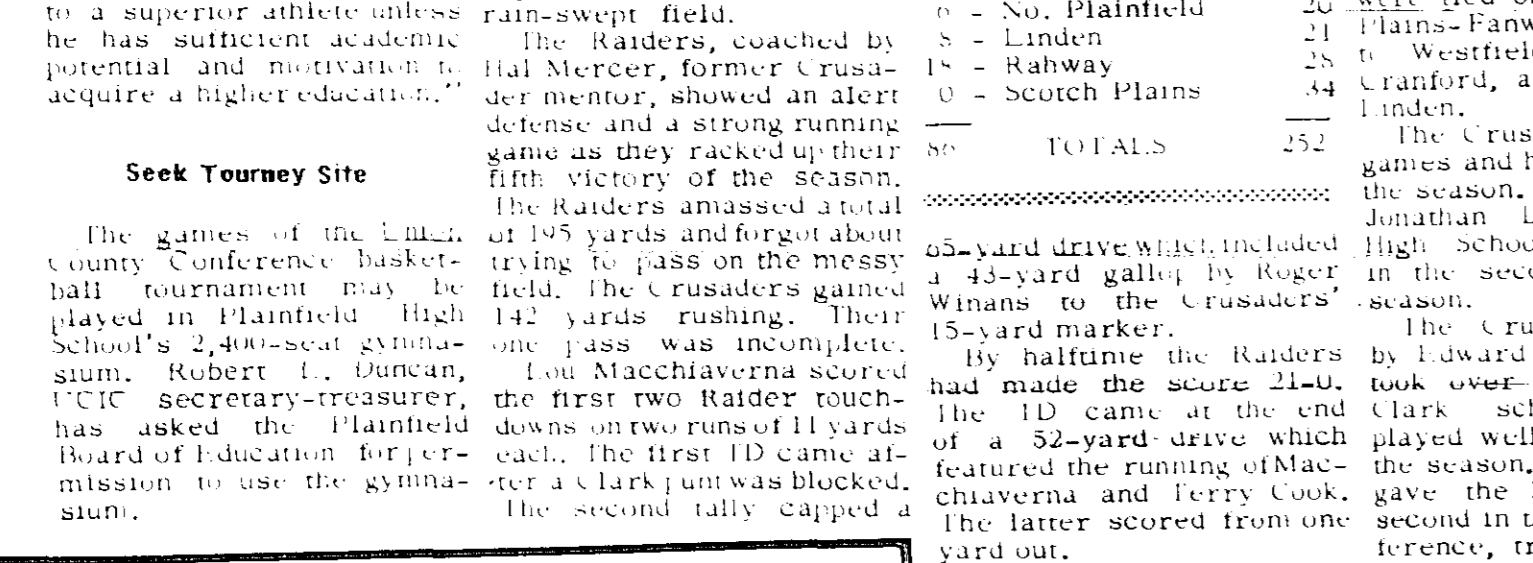 to a superior athlete unless
he has sufficient academic
potential and motivation to
acquire a higher education."
Seek Tourney Site
The games of the Union
County Conference basket-
ball tournament may be
played in Plainfield High
School's 2,400-seat gymna-
sium. Robert L. Duncan,
UCIC secretary-treasurer,
has asked the Plainfield
Board of Education for per-
mission to use the gymna-
sium.
rain-swept field.
The Raiders, coached by
Hal Mercer, former Crusa-
der mentor, showed an alert
defense and a strong running
game as they racked up their
fifth victory of the season.
The Raiders amassed a total
of 195 yards and forgot about
trying to pass on the messy
field. The Crusaders gained
142 yards rushing. Their
one pass was incomplete.
Lou Macchiaverna scored
the first two Raider touch-
downs on two runs of 11 yards
each. The first TD came af-
ter a Clark punt was blocked.
The second tally capped a
6 - No. Plainfield 20
8 - Linden 21
18 - Rahway 28
0 - Scotch Plains 34
86 TOTALS 252
65-yard drive which included
a 43-yard gallop by Roger
Winans to the Crusaders'
15-yard marker.
By halftime the Raiders
had made the score 21-0.
The TD came at the end
of a 52-yard drive which
featured the running of Mac-
chiaverna and Terry Cook.
The latter scored from one
yard out.
were tied
Plains-Fanw
to Westfiel
Cranford, a
Linden.
The Crus
games and h
the season.
Jonathan
High Schoo
in the seco
season.
The Cru
by Edward
took over
Clark sch
played well
the season.
gave the
second in t
ference, tr